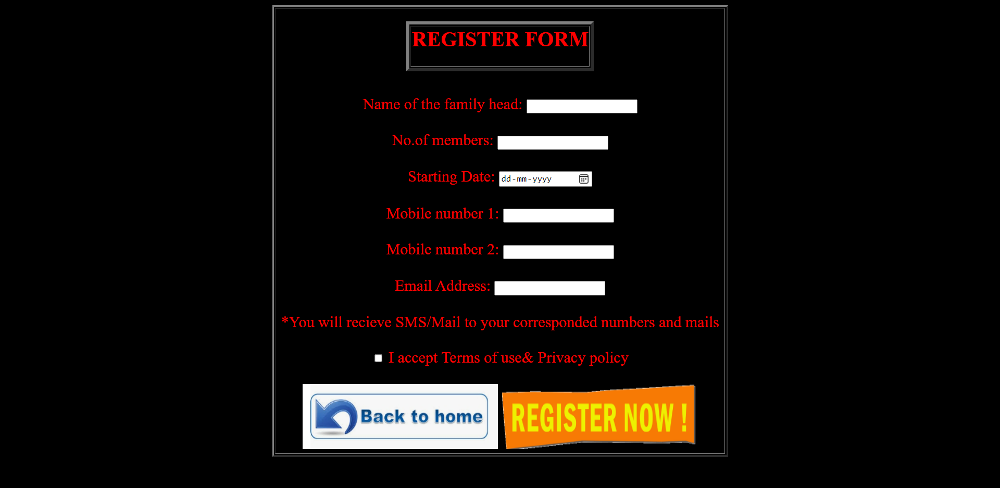 REGISTER FORM
Name of the family head:
No.of members:
Starting Date: dd-mm-yyyy
Mobile number 1:
Mobile number 2:
Email Address:
*You will recieve SMS/Mail to your corresponded numbers and mails
I accept Terms of use& Privacy policy
Back to home REGISTER NOW !